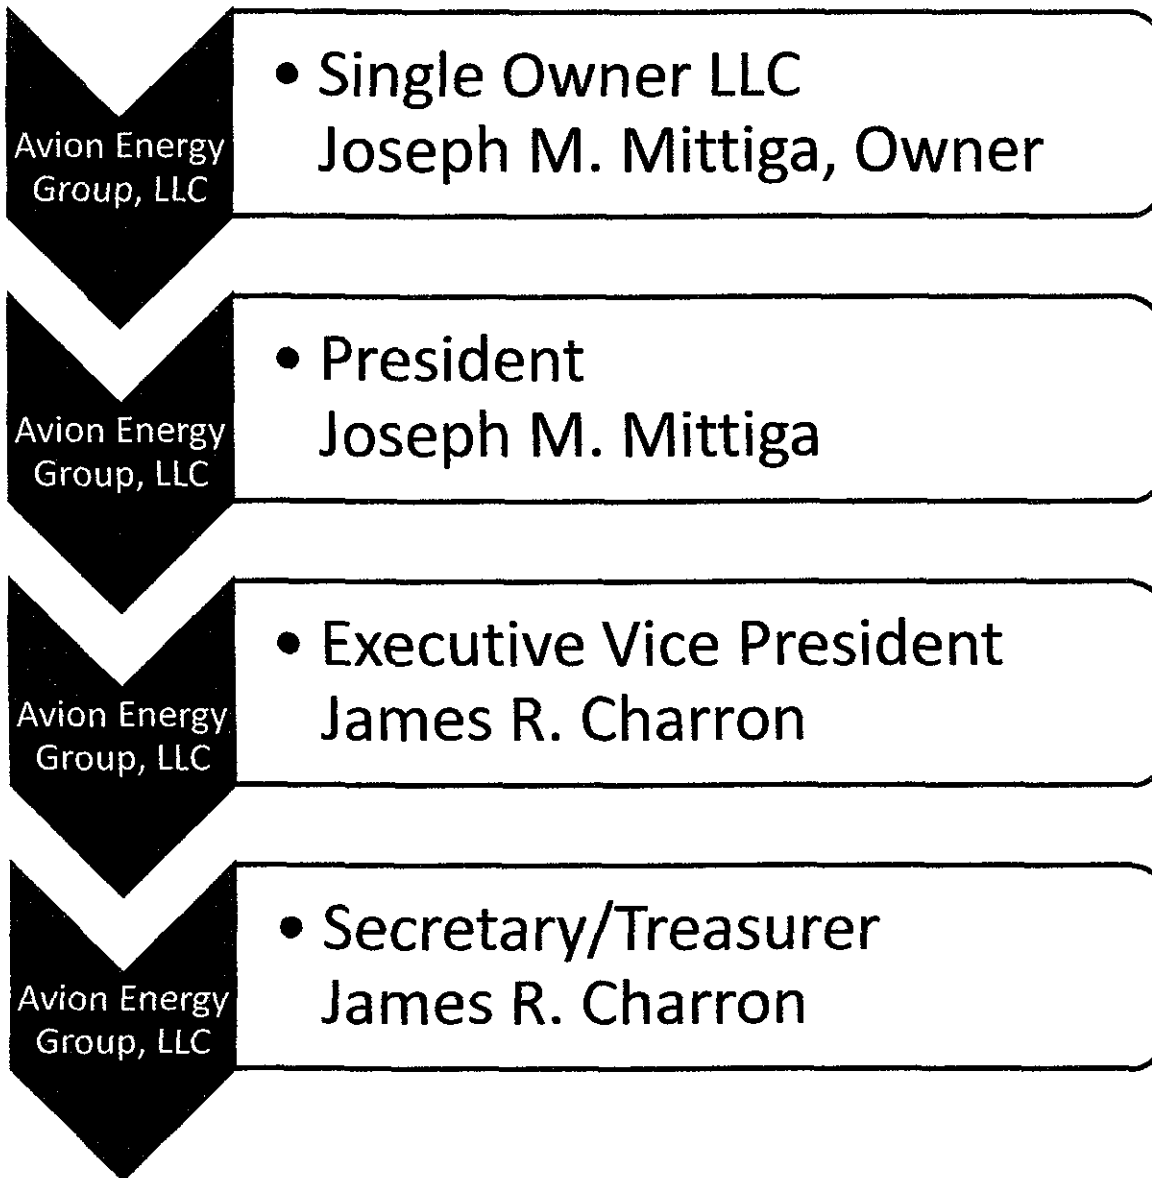 Avion Energy
Group, LLC
• Single Owner LLC
Joseph M. Mittiga, Owner
Avion Energy
Group, LLC
• President
Joseph M. Mittiga
Avion Energy
Group, LLC
• Executive Vice President
James R. Charron
Avion Energy
Group, LLC
• Secretary/Treasurer
James R. Charron